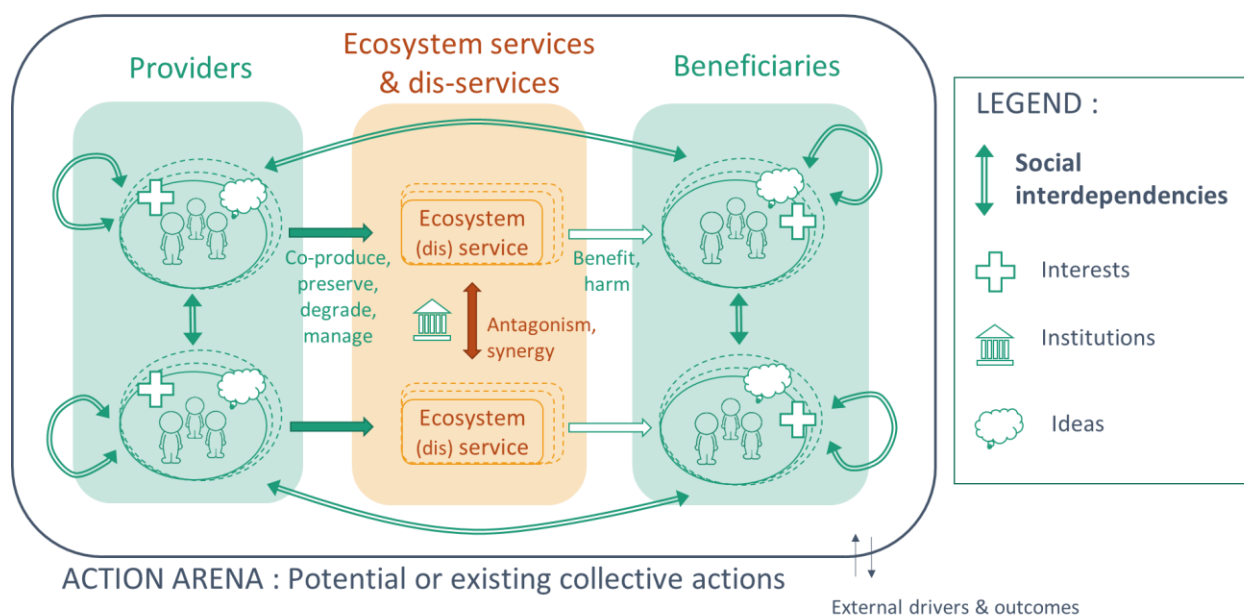 Providers
Ecosystem services
& dis-services
Beneficiaries
Ecosystem
(dis) service
Co-produce,
preserve,
degrade,
manage
Benefit,
harm
Antagonism,
synergy
Ecosystem
(dis) service
ACTION ARENA : Potential or existing collective actions
External drivers & outcomes
LEGEND :
Social
interdependencies
Interests
Institutions
Ideas